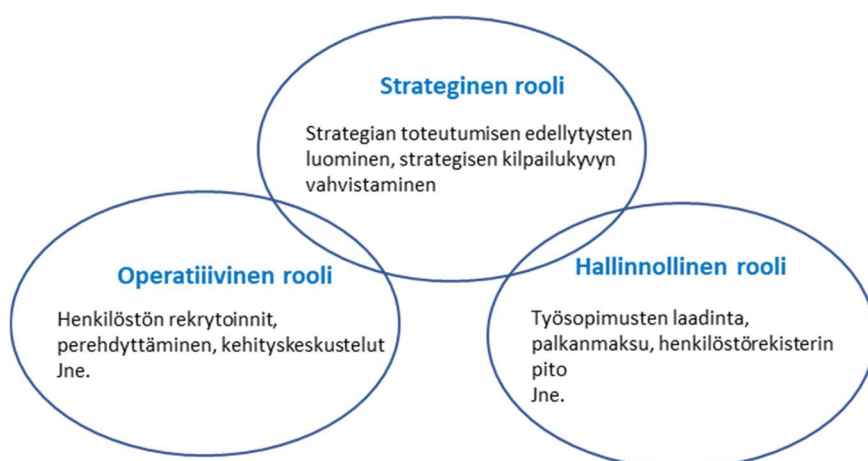 Strateginen rooli
Strategian toteutumisen edellytysten
luominen, strategisen kilpailukyvyn
vahvistaminen
Operatiiivinen rooli
Henkilöstön rekrytoinnit,
perehdyttäminen, kehityskeskustelut
Jne.
Hallinnollinen rooli
Työsopimusten laadinta,
palkanmaksu, henkilöstörekisterin
pito
Jne.